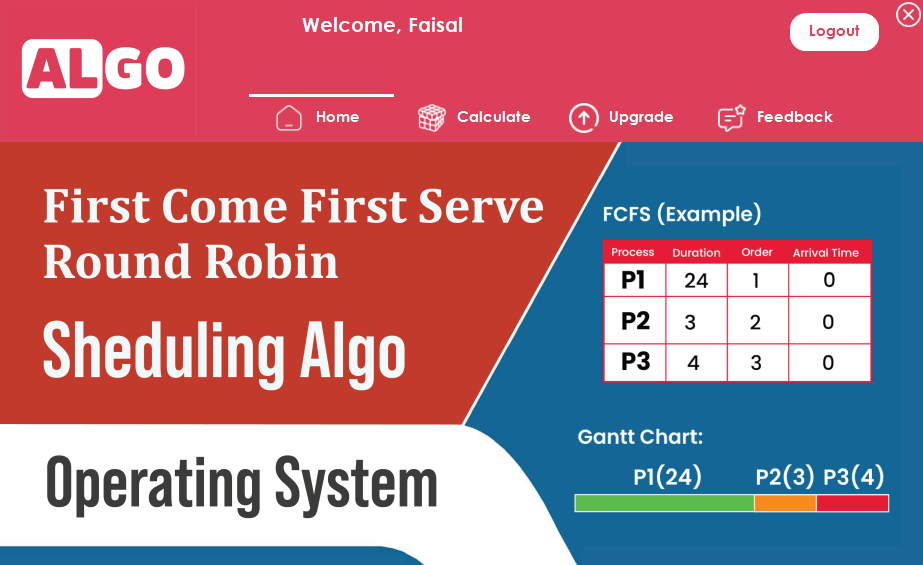 Welcome, Faisal
Logout
ALGO
Home Calculate Upgrade Feedback
First Come First Serve
Round Robin
Sheduling Algo
Operating System
FCFS (Example)
Process Duration Order Arrival Time
P1 24 1 0
P2 3 2 0
P3 4 3 0
Gantt Chart:
P1(24) P2(3) P3(4)